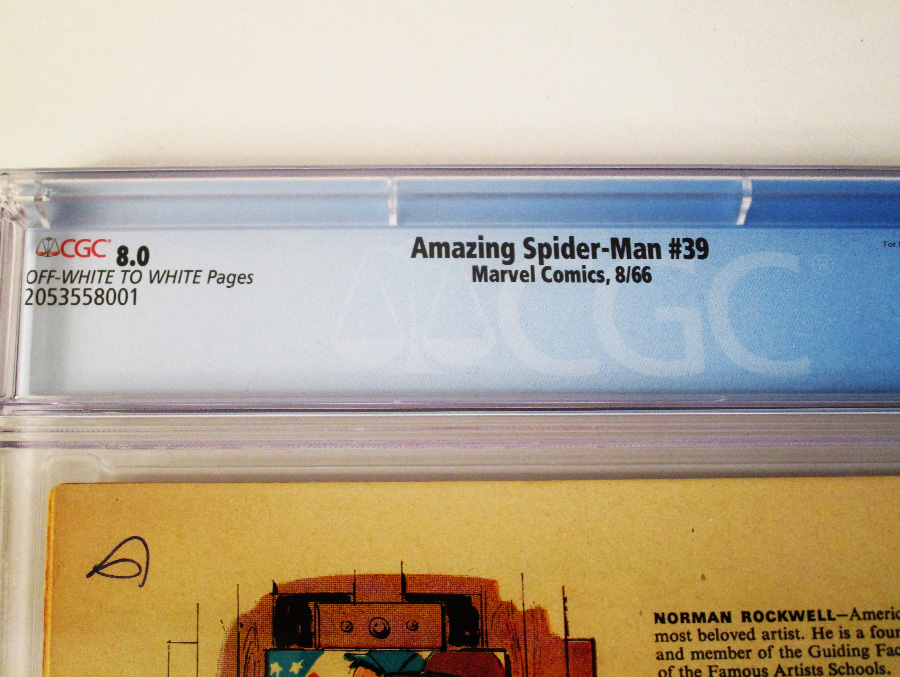 CGC 8.0
OFF-WHITE TO WHITE Pages
2053558001
Amazing Spider-Man #39
Marvel Comics, 8/66
For
CGC
NORMAN ROCKWELL—Americ
most beloved artist. He is a four
and member of the Guiding Fac
of the Famous Artists Schools.